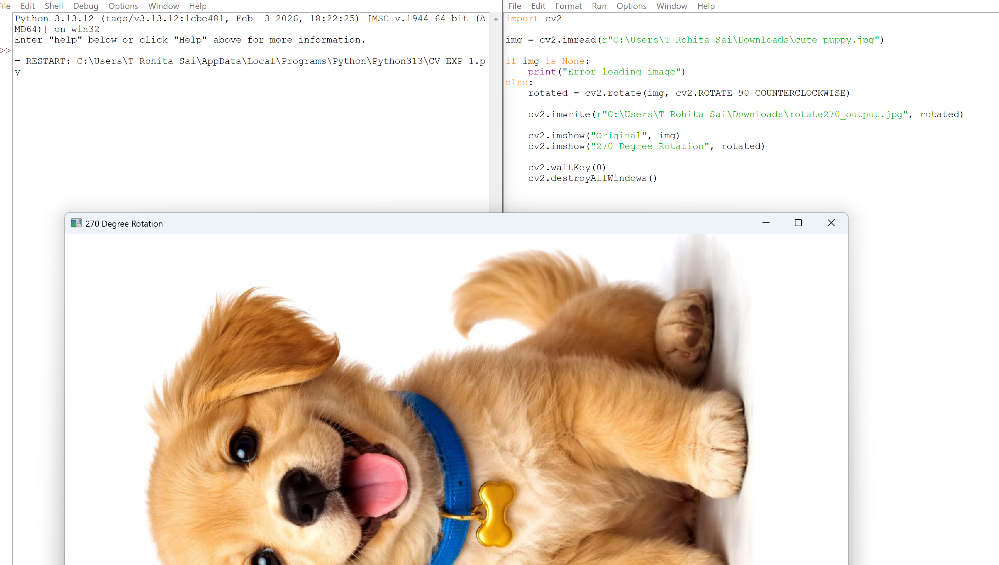 File Edit Shell Debug Options Window Help
Python 3.13.12 (tags/v3.13.12:1cbe481, Feb  3 2026, 18:22:25) [MSC v.1944 64 bit (A
MD64)] on win32
Enter "help" below or click "Help" above for more information.
>>
= RESTART: C:\Users\T Rohita Sai\AppData\Local\Programs\Python\Python313\CV EXP 1.p
y
File Edit Format Run Options Window Help
import cv2
img = cv2.imread(r"C:\Users\T Rohita Sai\Downloads\cute puppy.jpg")
if img is None:
    print("Error loading image")
else:
    rotated = cv2.rotate(img, cv2.ROTATE_90_COUNTERCLOCKWISE)
    cv2.imwrite(r"C:\Users\T Rohita Sai\Downloads\rotate270_output.jpg", rotated)
    cv2.imshow("Original", img)
    cv2.imshow("270 Degree Rotation", rotated)
    cv2.waitKey(0)
    cv2.destroyAllWindows()
270 Degree Rotation